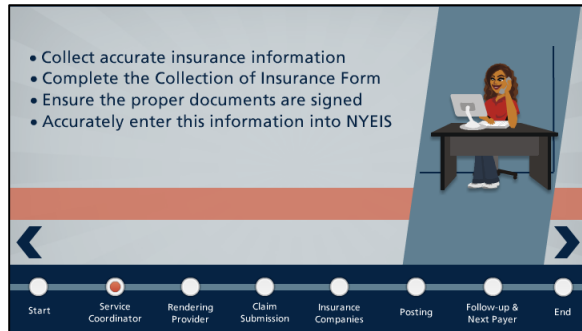 • Collect accurate insurance information
• Complete the Collection of Insurance Form
• Ensure the proper documents are signed
• Accurately enter this information into NYEIS
Start
Service
Coordinator
Rendering
Provider
Claim
Submission
Insurance
Companies
Posting
Follow-up &
Next Payer
End